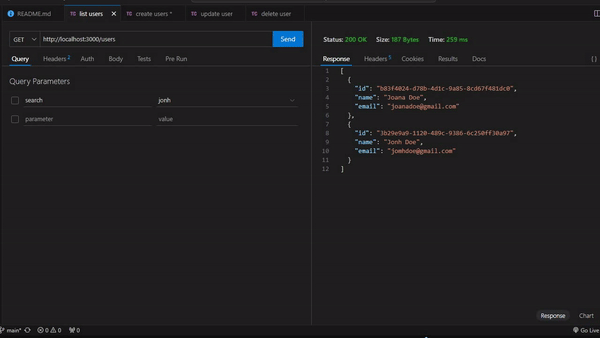 README.md
list users
create users *
update user
delete user
GET
http://localhost:3000/users
Send
Query
Headers 2
Auth
Body
Tests
Pre Run
Query Parameters
search
jonh
parameter
value
Status: 200 OK
Size: 187 Bytes
Time: 259 ms
Response
Headers 5
Cookies
Results
Docs
{ }
1 [
2 {
3 "id": "b83f4024-d78b-4d1c-9a85-8cd67f481dc0",
4 "name": "Joana Doe",
5 "email": "joanadoe@gmail.com"
6 },
7 {
8 "id": "3b29e9a9-1120-489c-9386-6c250ff30a97",
9 "name": "Jonh Doe",
10 "email": "jomhdoe@gmail.com"
11 }
12 ]
Response
Chart
main*
0
0
0
Go Live